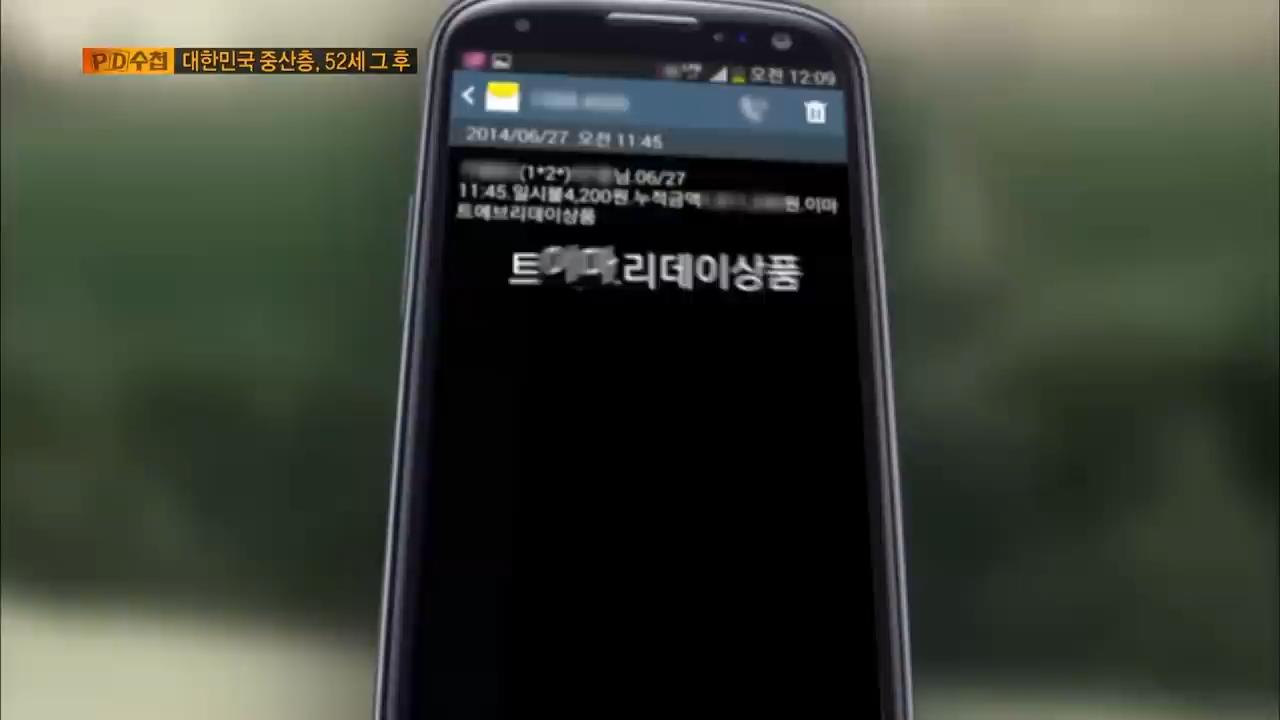 PD수첩 대한민국 중산층, 52세 그 후
오전 12:09
2014/06/27 오전 11:45
(1*2*) 님.06/27
11:45.일시불4,200원.누적금액 원.이마
트에브리데이상품
트 리데이상품